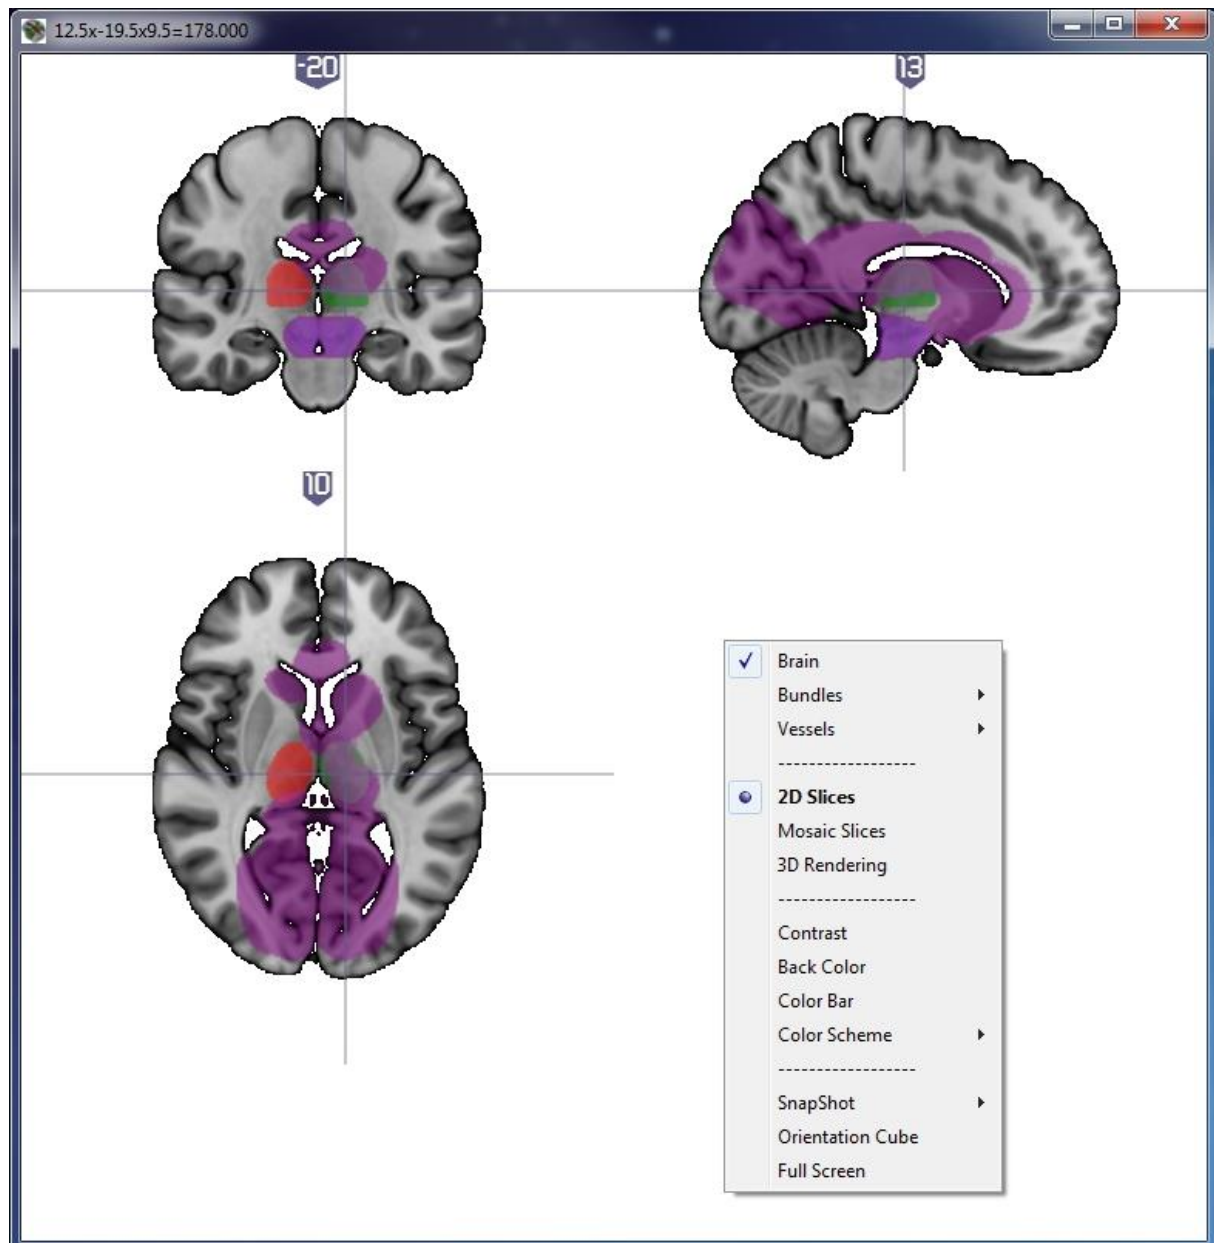 12.5x-19.5x9.5=178.000
-20
13
10
Brain
Bundles
Vessels
------------------
2D Slices
Mosaic Slices
3D Rendering
------------------
Contrast
Back Color
Color Bar
Color Scheme
------------------
SnapShot
Orientation Cube
Full Screen